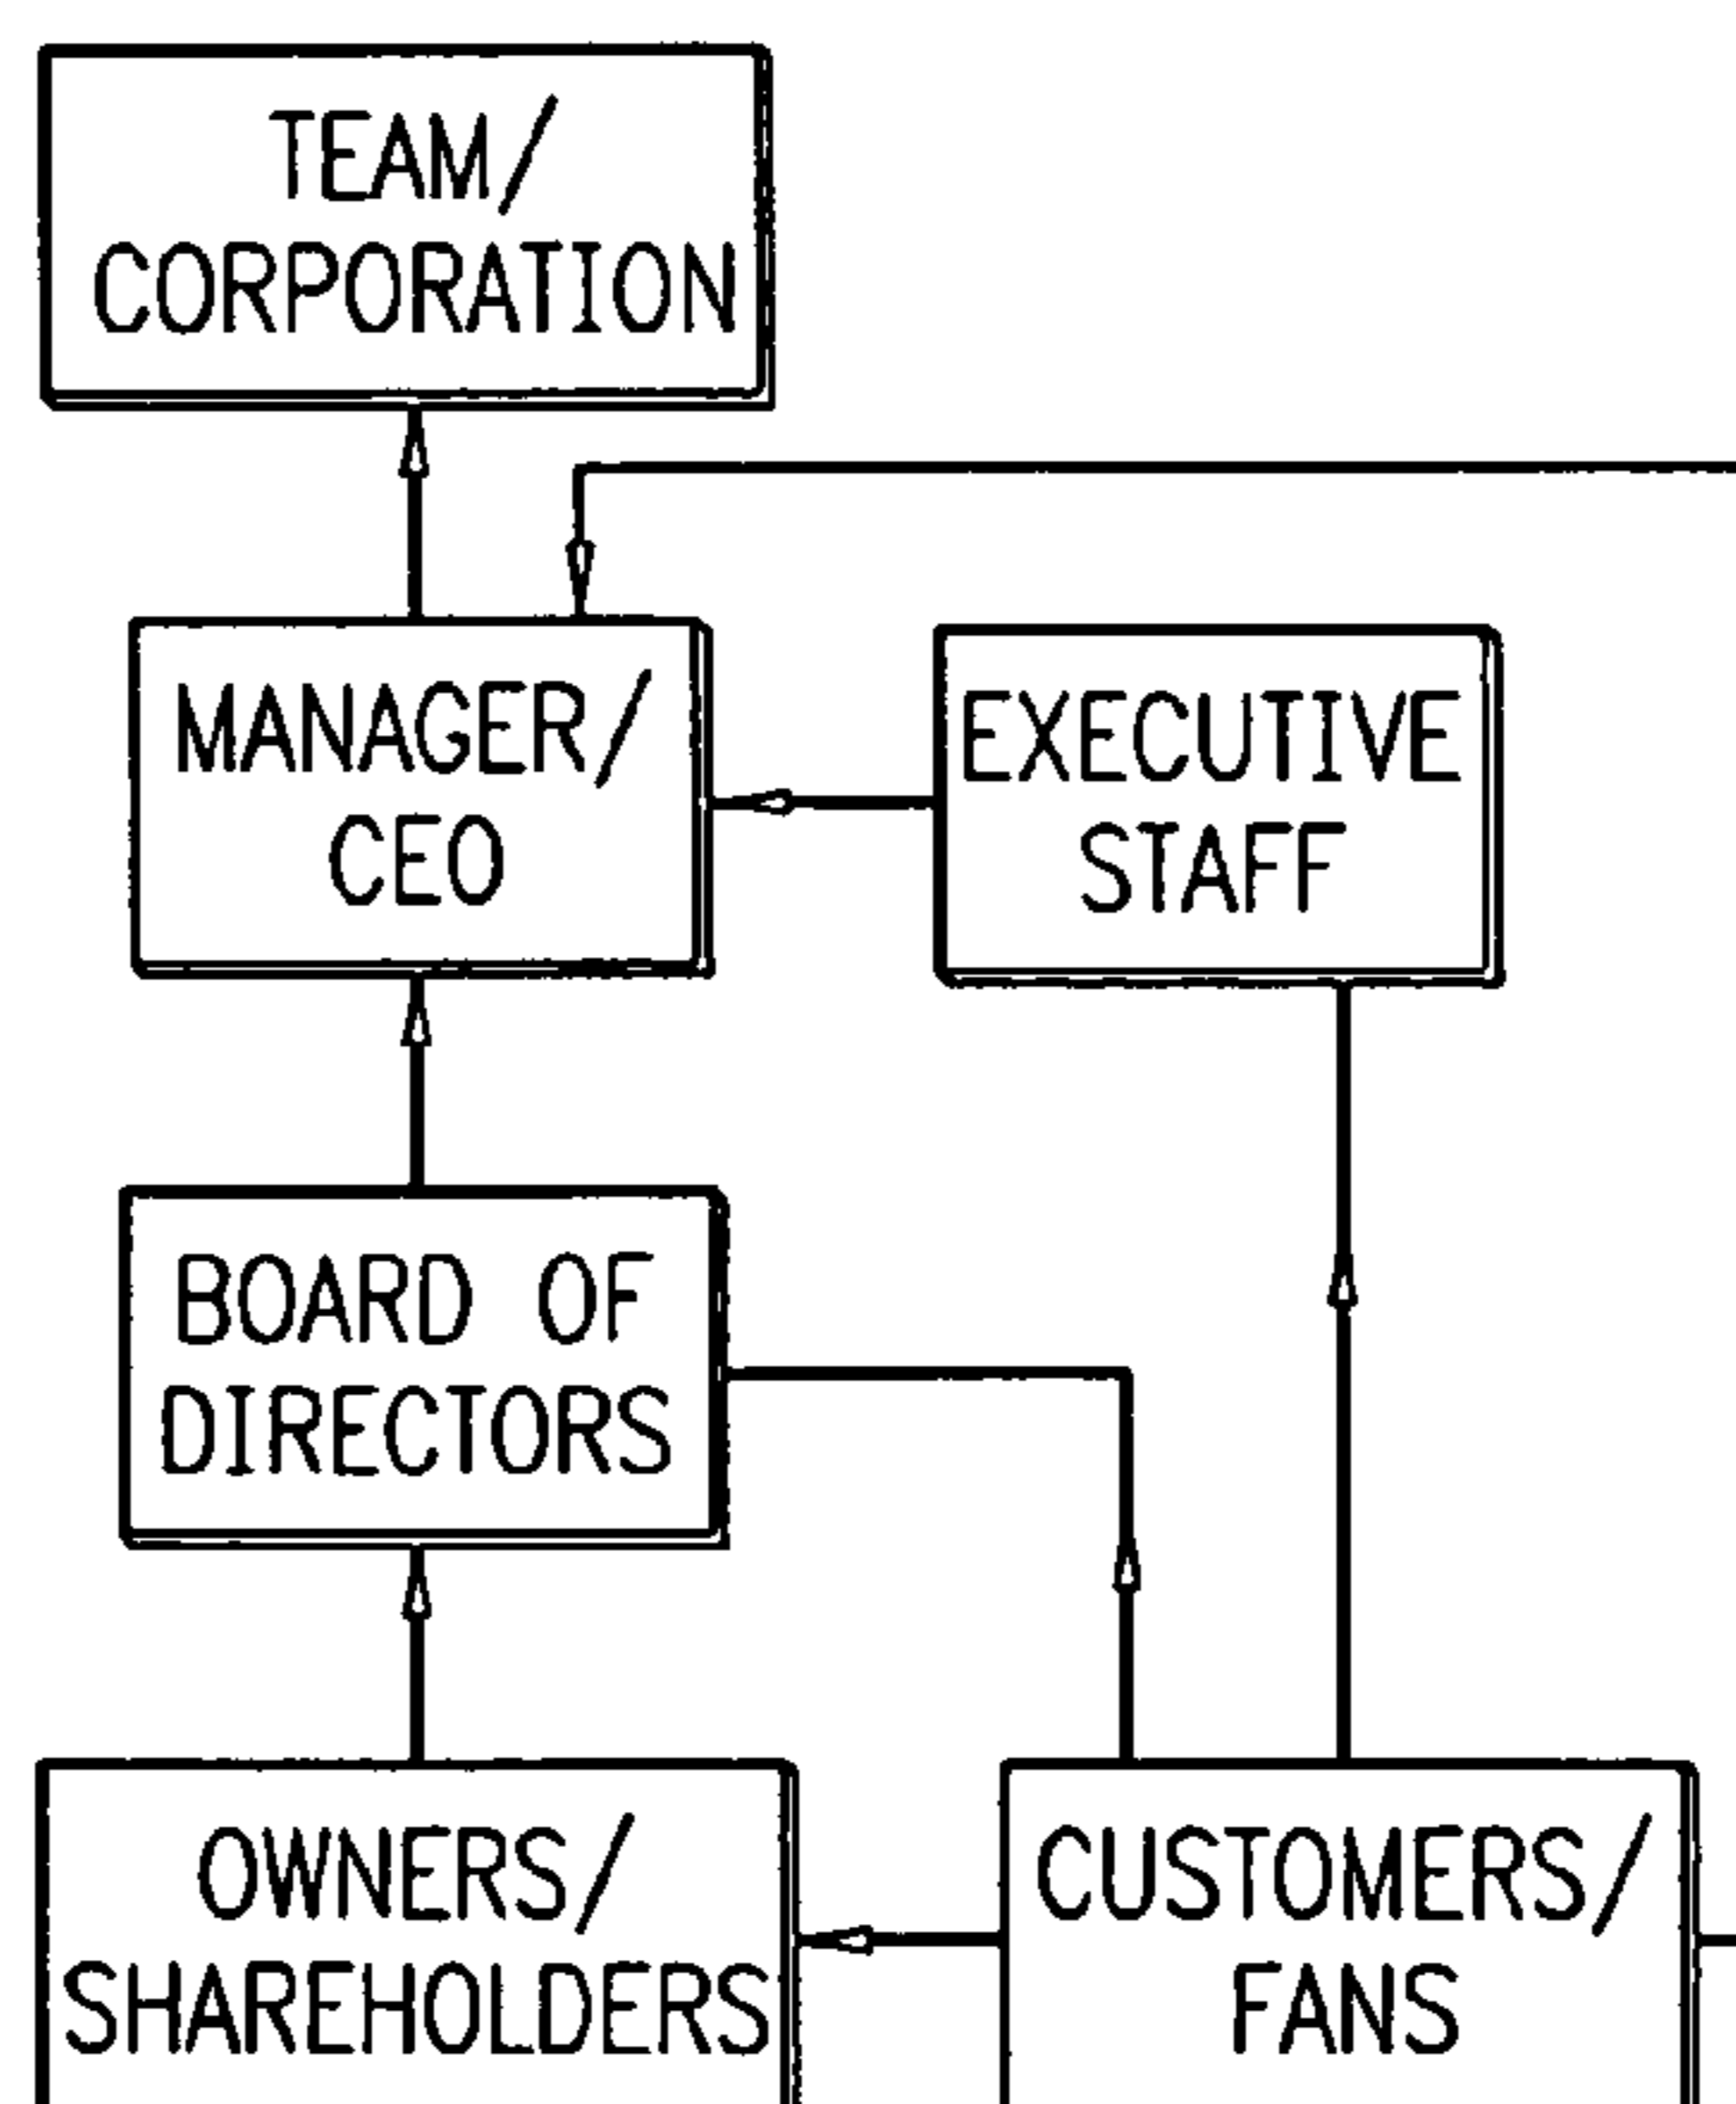 TEAM/
CORPORATION
MANAGER/
CEO
EXECUTIVE
STAFF
BOARD OF
DIRECTORS
OWNERS/
SHAREHOLDERS
CUSTOMERS/
FANS